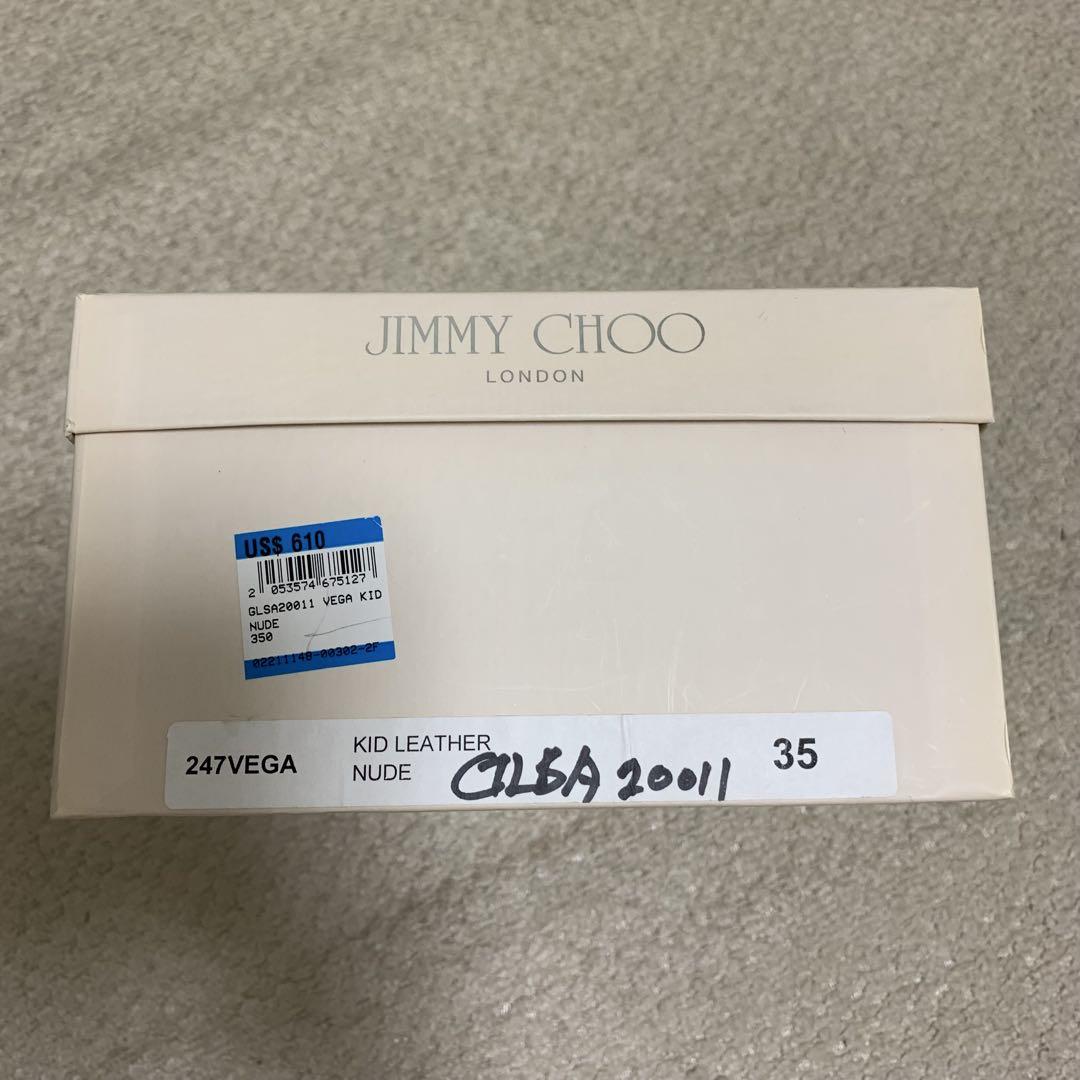 JIMMY CHOO
LONDON
US$ 610
2 053574 675127
GLSA20011 VEGA KID
NUDE
350
02211148-00302-2F
247VEGA
KID LEATHER
NUDE
GLSA 20011
35